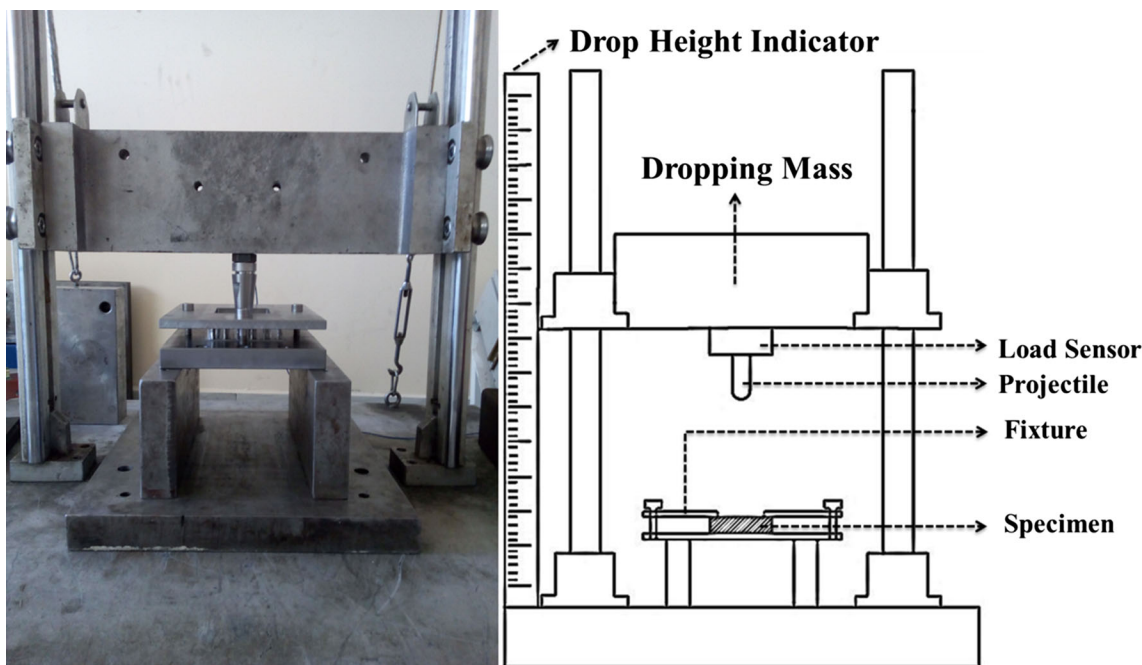 Drop Height Indicator
Dropping Mass
Load Sensor
Projectile
Fixture
Specimen